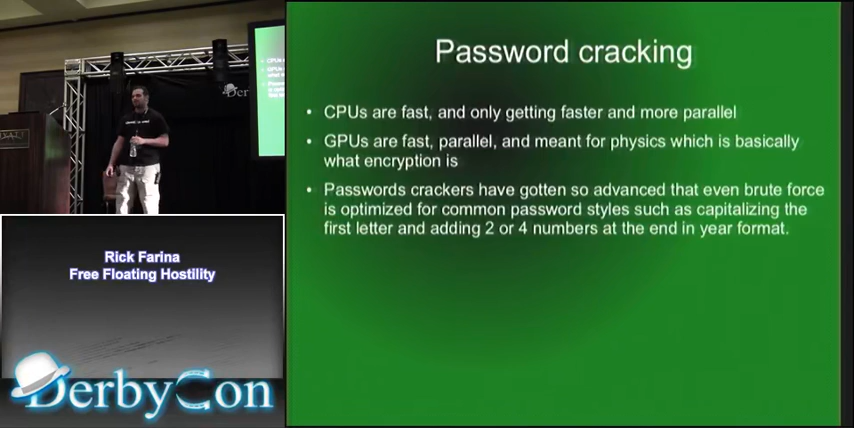 Password cracking
• CPUs are fast, and only getting faster and more parallel
• GPUs are fast, parallel, and meant for physics which is basically
what encryption is
• Passwords crackers have gotten so advanced that even brute force
is optimized for common password styles such as capitalizing the
first letter and adding 2 or 4 numbers at the end in year format.
Rick Farina
Free Floating Hostility
DerbyCon